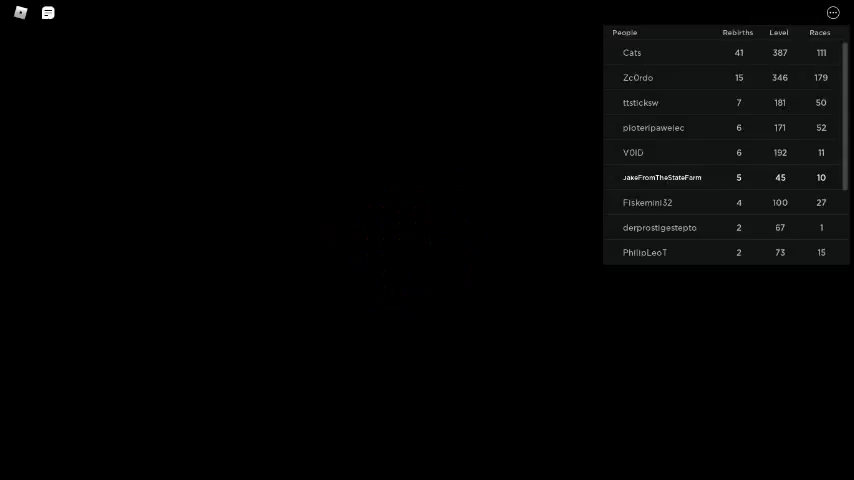 People Rebirths Level Races
Cats 41 387 111
Zc0rdo 15 346 179
ttsticksw 7 181 50
pioteripawelec 6 171 52
V0ID 6 192 11
JakeFromTheStateFarm 5 45 10
Fiskemini32 4 100 27
derprostigestepto 2 67 1
PhilipLeoT 2 73 15